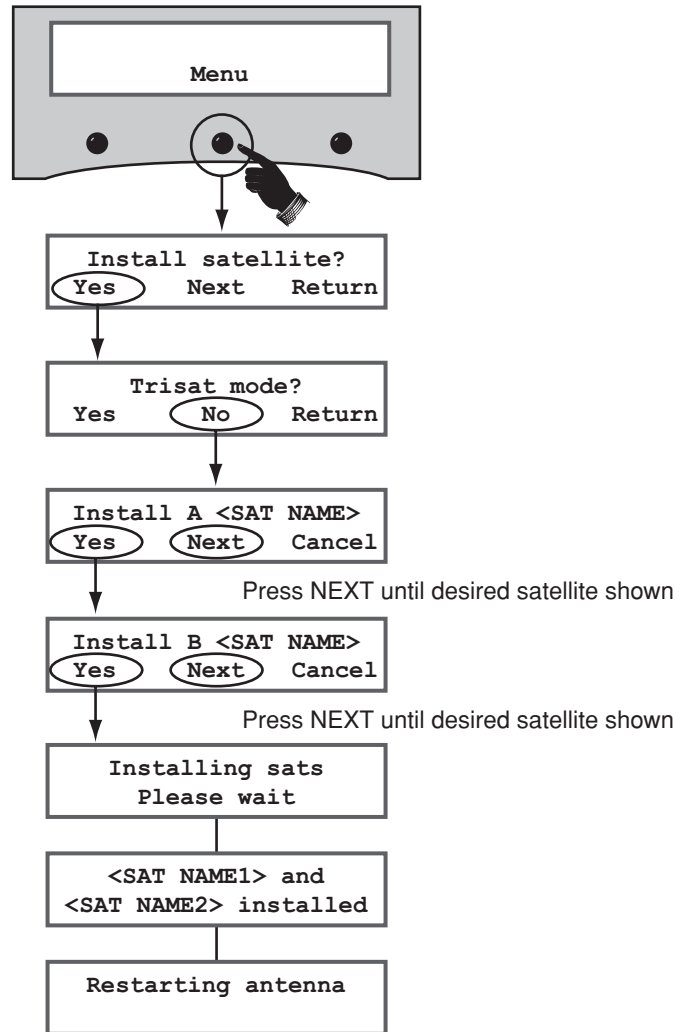 Menu
Install satellite?
Yes Next Return
Trisat mode?
Yes No Return
Install A <SAT NAME>
Yes Next Cancel
Press NEXT until desired satellite shown
Install B <SAT NAME>
Yes Next Cancel
Press NEXT until desired satellite shown
Installing sats
Please wait
<SAT NAME1> and
<SAT NAME2> installed
Restarting antenna